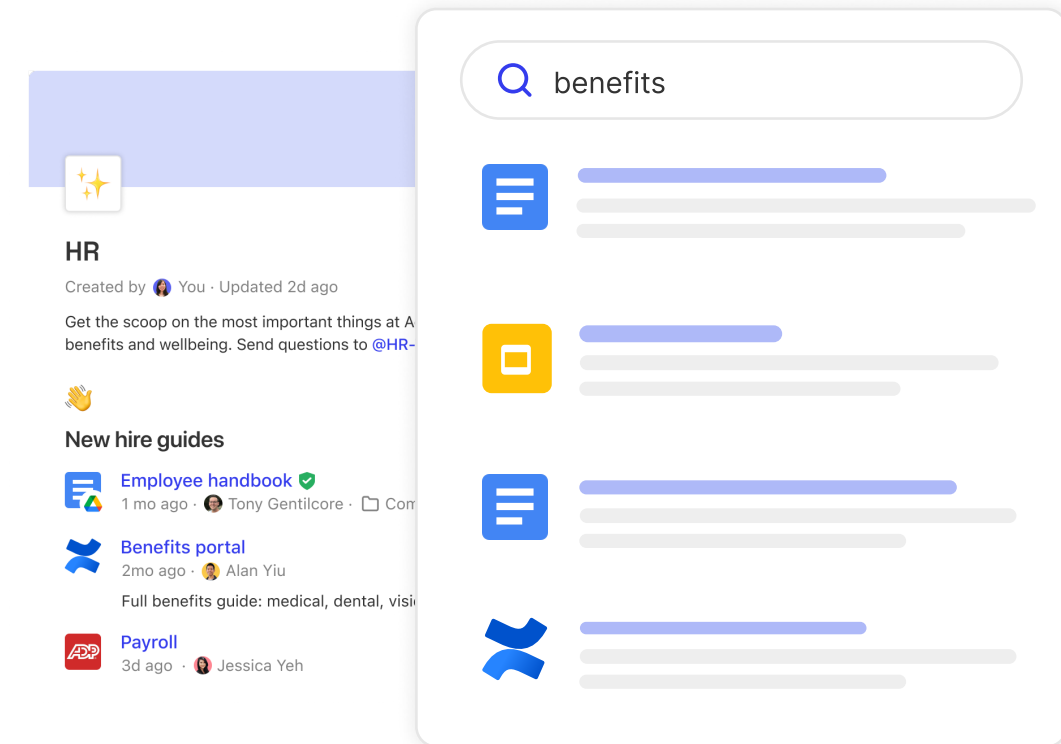 benefits
HR
Created by You · Updated 2d ago
Get the scoop on the most important things at A
benefits and wellbeing. Send questions to @HR-
New hire guides
Employee handbook
1 mo ago · Tony Gentilcore · Com
Benefits portal
2mo ago · Alan Yiu
Full benefits guide: medical, dental, visi
ADP
Payroll
3d ago · Jessica Yeh